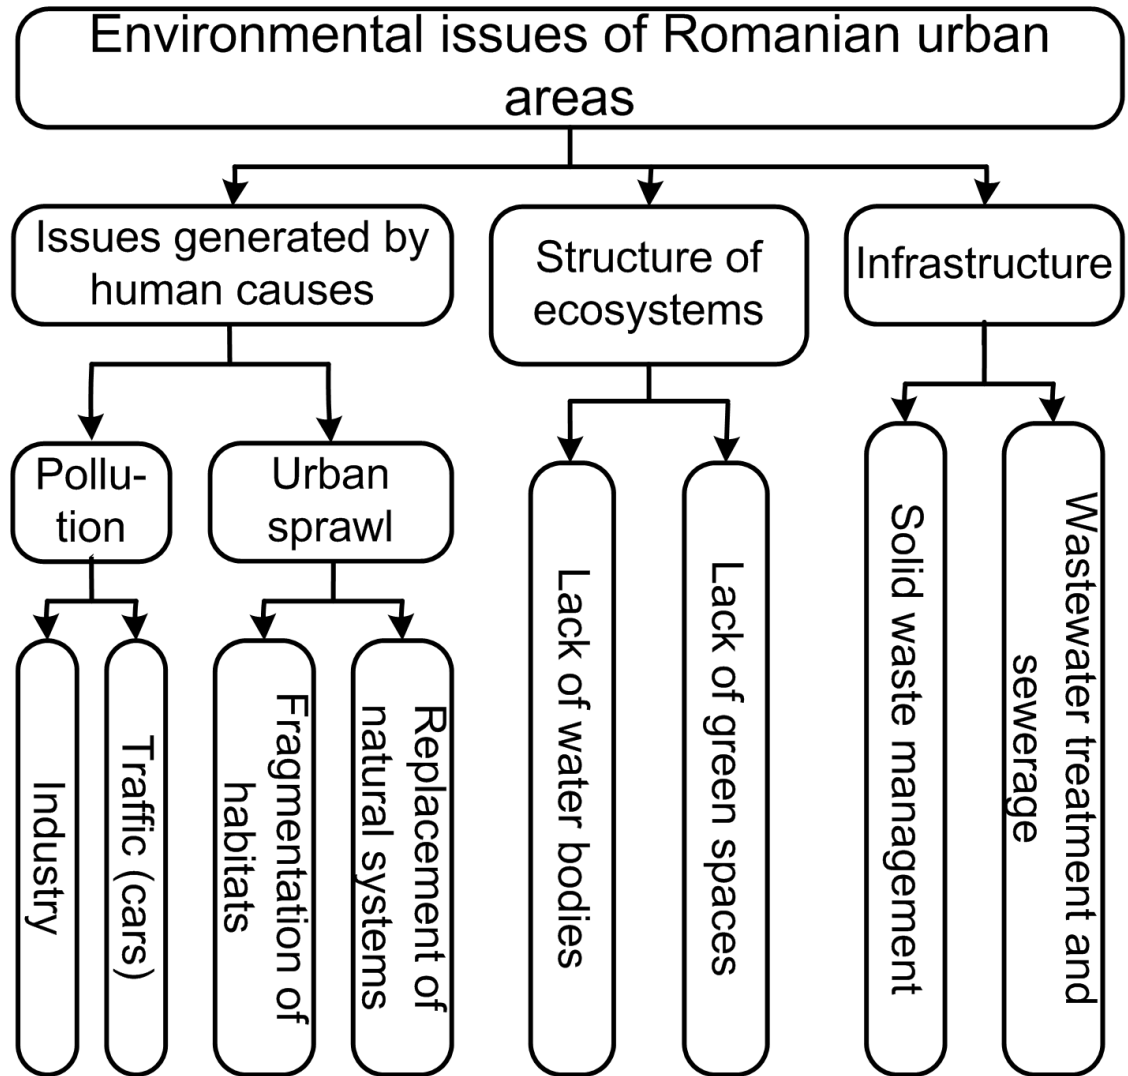 Environmental issues of Romanian urban
areas
Issues generated by
human causes
Structure of
ecosystems
Infrastructure
Pollu-
tion
Urban
sprawl
Industry
Traffic (cars)
Fragmentation of
habitats
Replacement of
natural systems
Lack of water bodies
Lack of green spaces
Solid waste management
Wastewater treatment and
sewerage